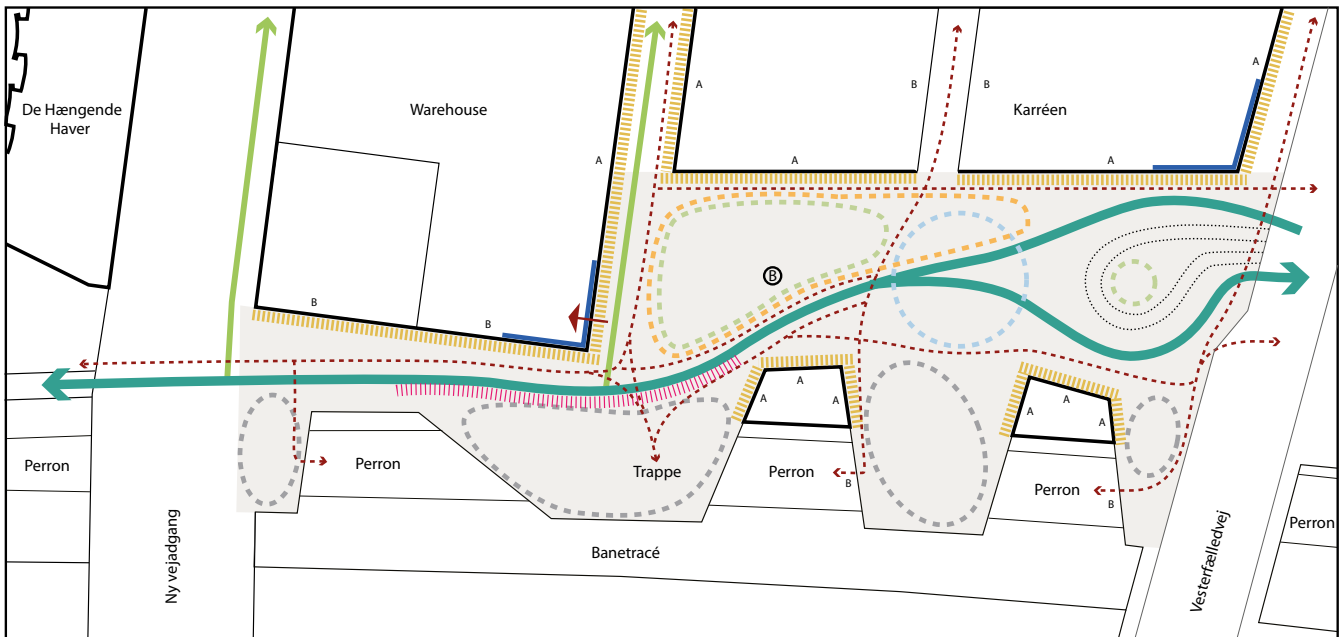 De Hængende
Haver
Warehouse
Karréen
A
A
B
B
A
A
A
A
B
B
B
A
A
A
A
A
A
Perron
Perron
Trappe
Perron
B
Perron
B
Perron
Banetracé
Ny vejadgang
Vesterfælledvej